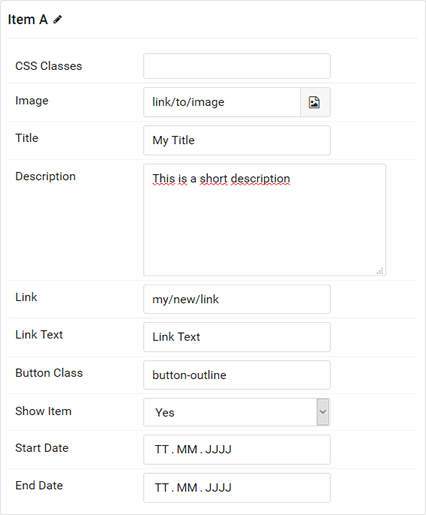 Item A
CSS Classes
Image link/to/image
Title My Title
Description This is a short description
Link my/new/link
Link Text Link Text
Button Class button-outline
Show Item Yes
Start Date TT . MM . JJJJ
End Date TT . MM . JJJJ